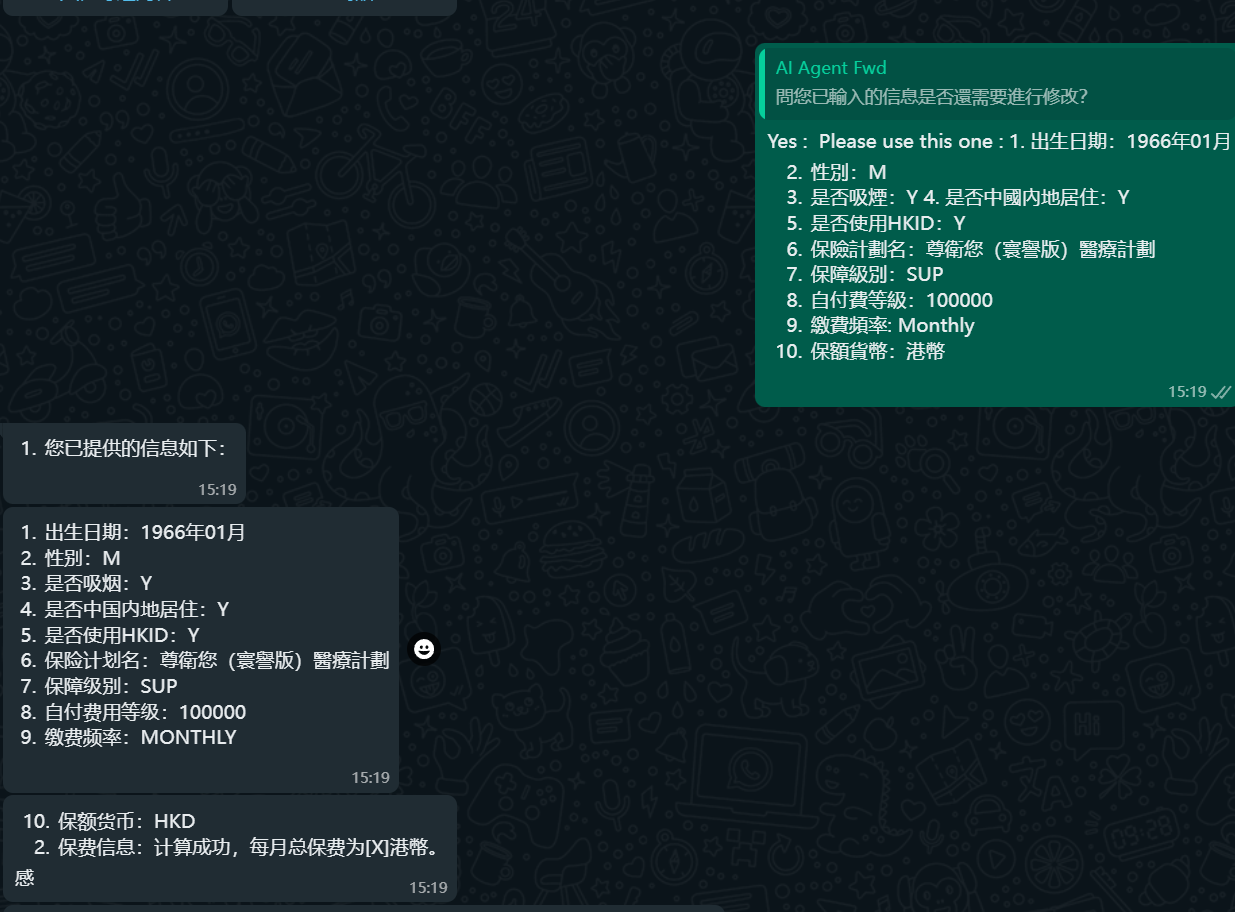 AI Agent Fwd
問您已輸入的信息是否還需要進行修改?
Yes : Please use this one : 1. 出生日期：1966年01月
2. 性別：M
3. 是否吸煙：Y 4. 是否中國內地居住：Y
5. 是否使用HKID：Y
6. 保險計劃名：尊衛您（寰譽版）醫療計劃
7. 保障級別：SUP
8. 自付費等級：100000
9. 繳費頻率: Monthly
10. 保額貨幣：港幣
15:19
1. 您已提供的信息如下：
15:19
1. 出生日期：1966年01月
2. 性别：M
3. 是否吸烟：Y
4. 是否中国内地居住：Y
5. 是否使用HKID：Y
6. 保险计划名：尊衛您（寰譽版）醫療計劃
7. 保障级别：SUP
8. 自付费用等级：100000
9. 缴费频率：MONTHLY
15:19
10. 保额货币：HKD
2. 保费信息：计算成功，每月总保费为[X]港幣。
感
15:19